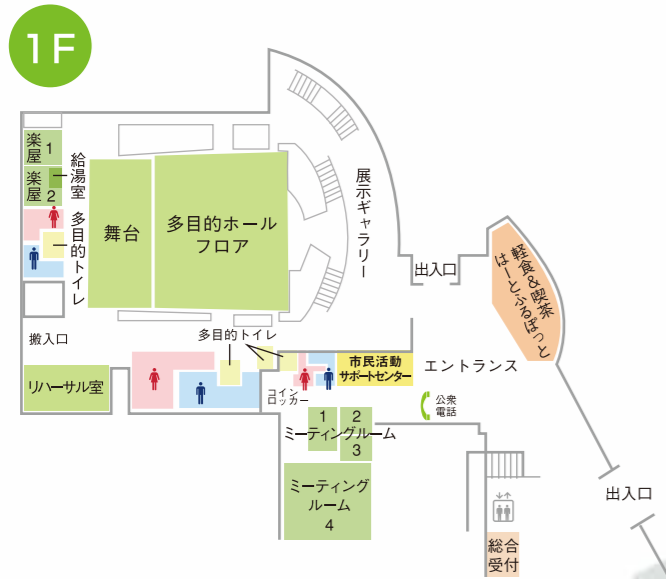 1F
楽屋 1
楽屋 2
給湯室
多目的トイレ
舞台
多目的ホール
フロア
展示ギャラリー
出入口
軽食&喫茶
はーとふるぽっと
搬入口
リハーサル室
多目的トイレ
コイン
ロッカー
市民活動
サポートセンター
エントランス
公衆
電話
1
2
ミーティングルーム
3
ミーティング
ルーム
4
出入口
総合
受付